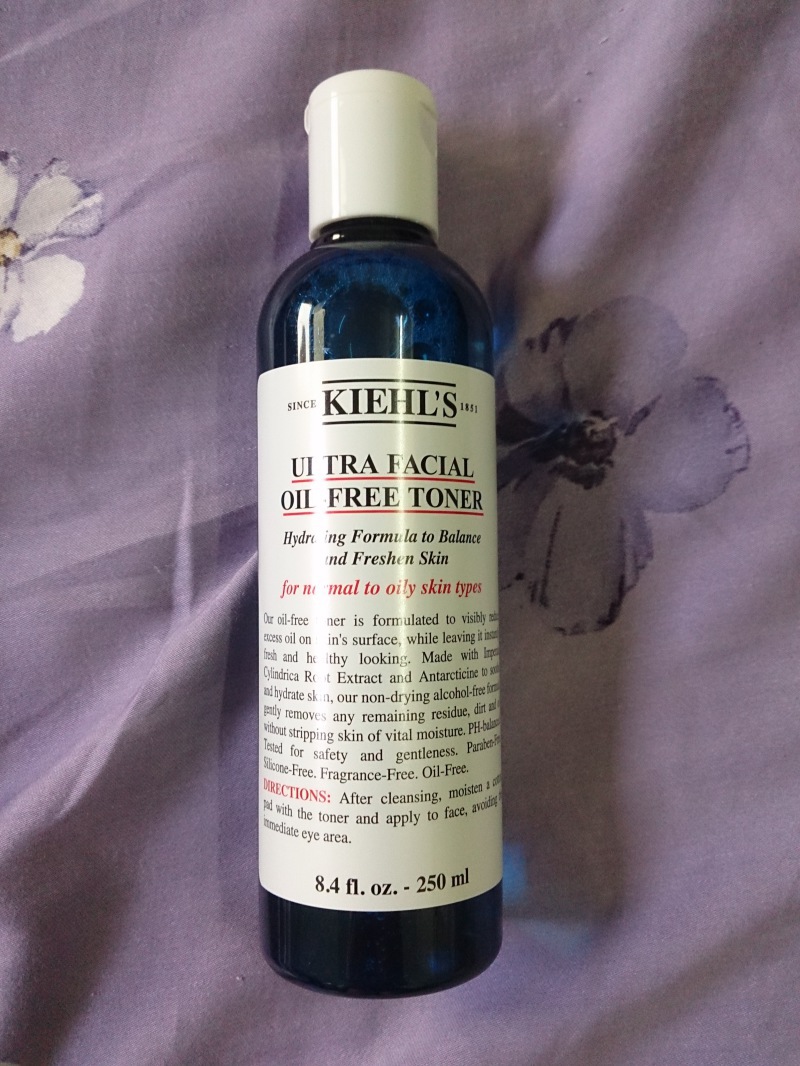 SINCE KIEHL'S 1851
ULTRA FACIAL
OIL-FREE TONER
Hydrating Formula to Balance
and Freshen Skin
for normal to oily skin types
Our oil-free toner is formulated to visibly
excess oil on skin's surface, while leaving it
fresh and healthy looking. Made with
Cylindrica Root Extract and Antarcticine to
and hydrate skin, our non-drying alcohol-free
gently removes any remaining residue, dirt and
without stripping skin of vital moisture.
Tested for safety and gentleness.
Silicone-Free. Fragrance-Free. Oil-Free.
DIRECTIONS: After cleansing, moisten a
pad with the toner and apply to face, avoiding
immediate eye area.
8.4 fl. oz. - 250 ml